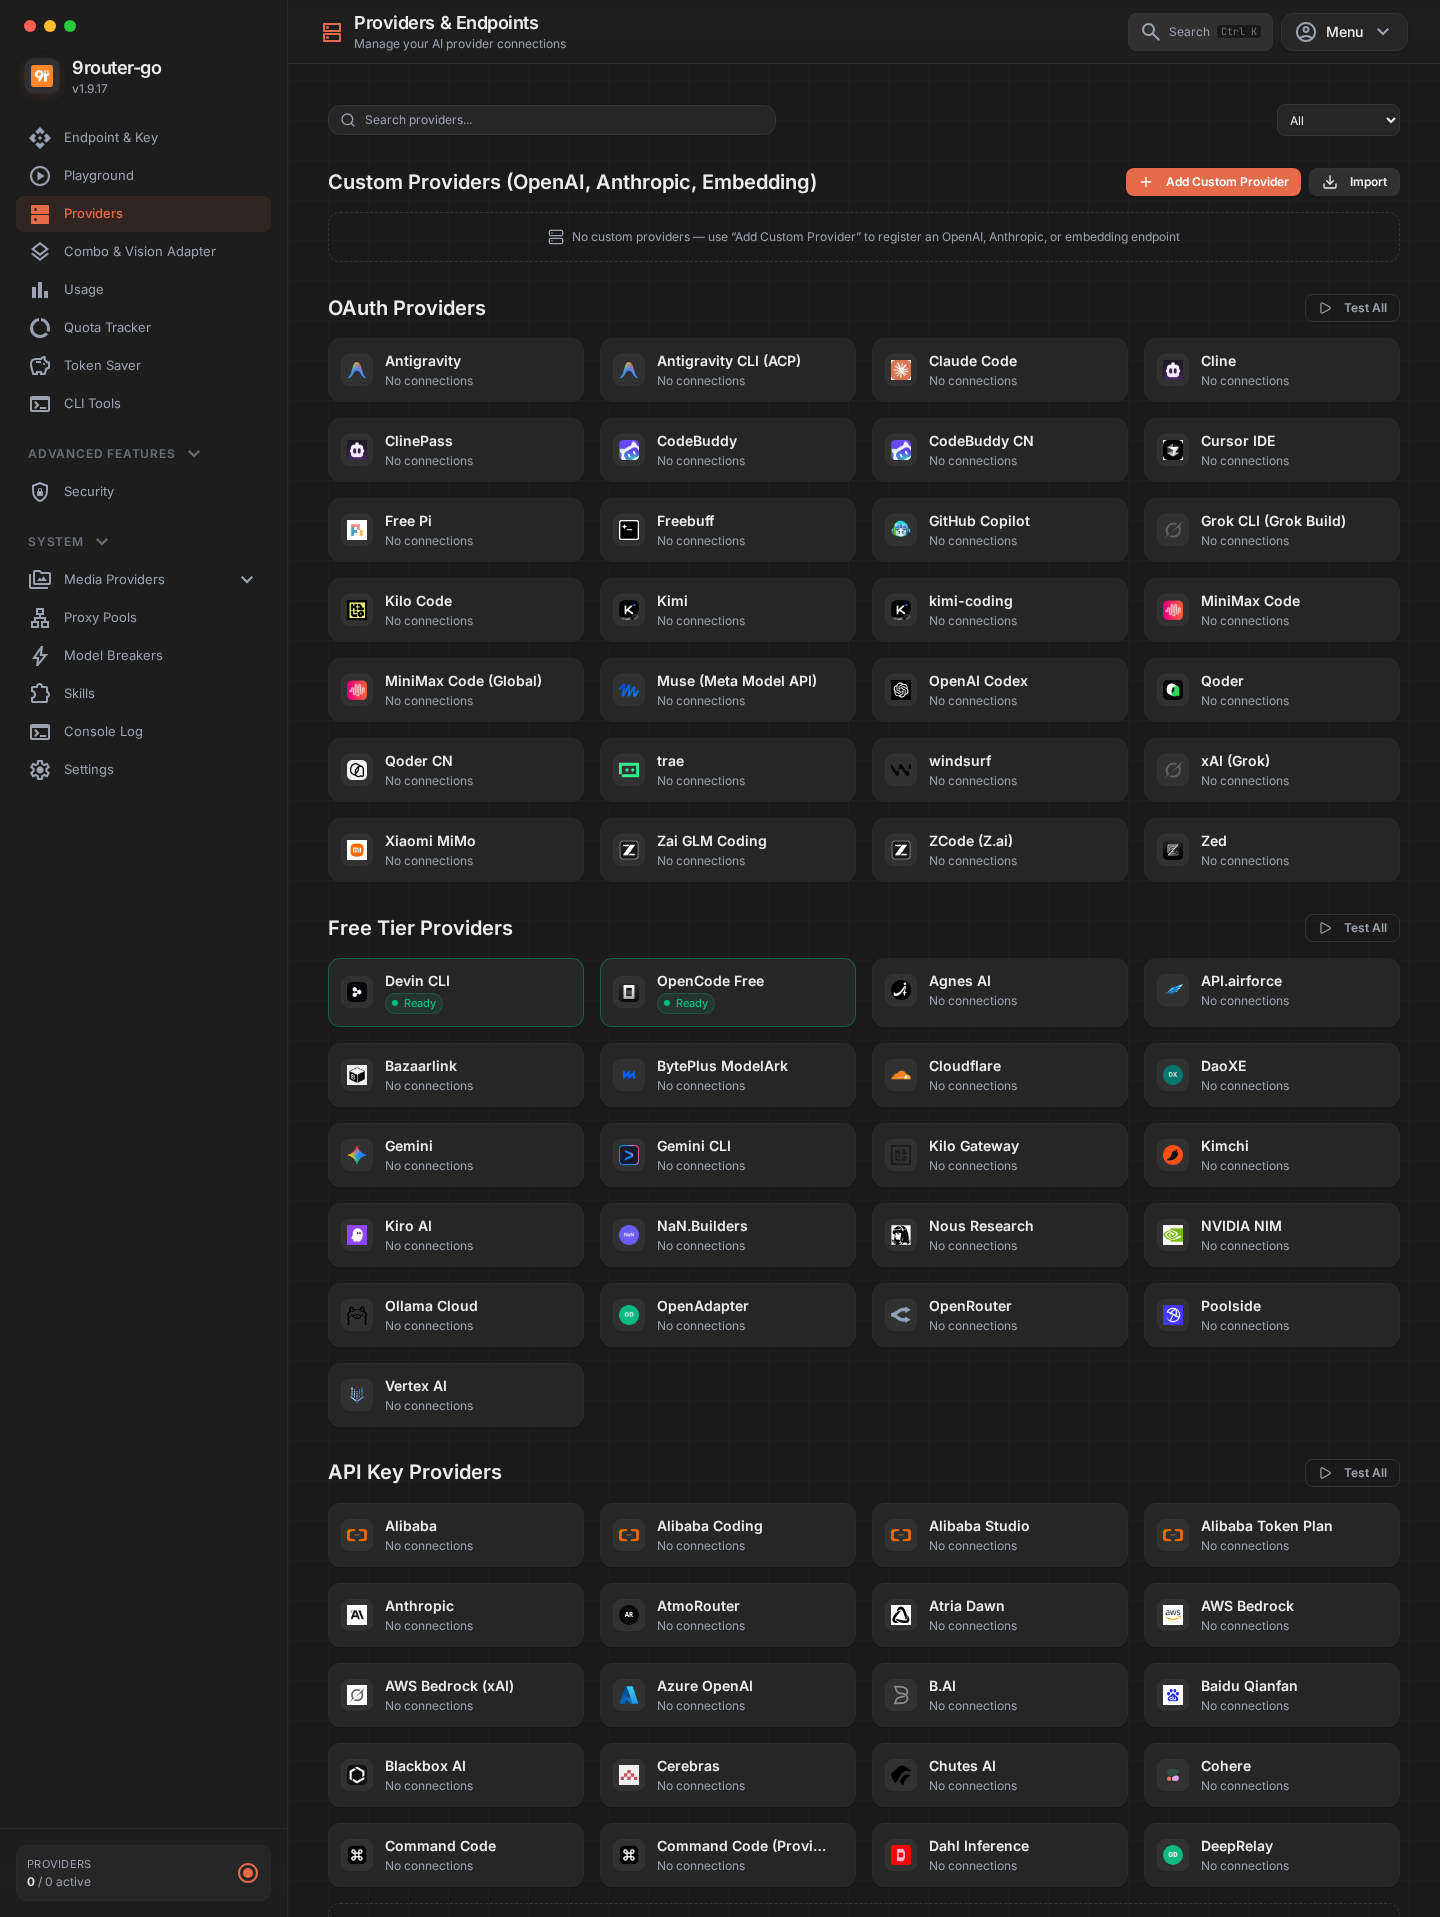 9router-go
v1.9.17
Endpoint & Key
Playground
Providers
Combo & Vision Adapter
Usage
Quota Tracker
Token Saver
CLI Tools
ADVANCED FEATURES
Security
SYSTEM
Media Providers
Proxy Pools
Model Breakers
Skills
Console Log
Settings
PROVIDERS
0 / 0 active
Providers & Endpoints
Manage your AI provider connections
Search Ctrl K
Menu
Search providers...
All
Custom Providers (OpenAI, Anthropic, Embedding)
Add Custom Provider
Import
No custom providers — use “Add Custom Provider” to register an OpenAI, Anthropic, or embedding endpoint
OAuth Providers
Test All
Antigravity
No connections
Antigravity CLI (ACP)
No connections
Claude Code
No connections
Cline
No connections
ClinePass
No connections
CodeBuddy
No connections
CodeBuddy CN
No connections
Cursor IDE
No connections
Free Pi
No connections
Freebuff
No connections
GitHub Copilot
No connections
Grok CLI (Grok Build)
No connections
Kilo Code
No connections
Kimi
No connections
kimi-coding
No connections
MiniMax Code
No connections
MiniMax Code (Global)
No connections
Muse (Meta Model API)
No connections
OpenAI Codex
No connections
Qoder
No connections
Qoder CN
No connections
trae
No connections
windsurf
No connections
xAI (Grok)
No connections
Xiaomi MiMo
No connections
Zai GLM Coding
No connections
ZCode (Z.ai)
No connections
Zed
No connections
Free Tier Providers
Test All
Devin CLI
Ready
OpenCode Free
Ready
Agnes AI
No connections
API.airforce
No connections
Bazaarlink
No connections
BytePlus ModelArk
No connections
Cloudflare
No connections
DX
DaoXE
No connections
Gemini
No connections
Gemini CLI
No connections
Kilo Gateway
No connections
Kimchi
No connections
Kiro AI
No connections
NaN
NaN.Builders
No connections
Nous Research
No connections
NVIDIA NIM
No connections
Ollama Cloud
No connections
OD
OpenAdapter
No connections
OpenRouter
No connections
Poolside
No connections
Vertex AI
No connections
API Key Providers
Test All
Alibaba
No connections
Alibaba Coding
No connections
Alibaba Studio
No connections
Alibaba Token Plan
No connections
Anthropic
No connections
AR
AtmoRouter
No connections
Atria Dawn
No connections
aws
AWS Bedrock
No connections
AWS Bedrock (xAI)
No connections
Azure OpenAI
No connections
B.AI
No connections
Baidu Qianfan
No connections
Blackbox AI
No connections
Cerebras
No connections
Chutes AI
No connections
Cohere
No connections
Command Code
No connections
Command Code (Provi...
No connections
Dahl Inference
No connections
OD
DeepRelay
No connections